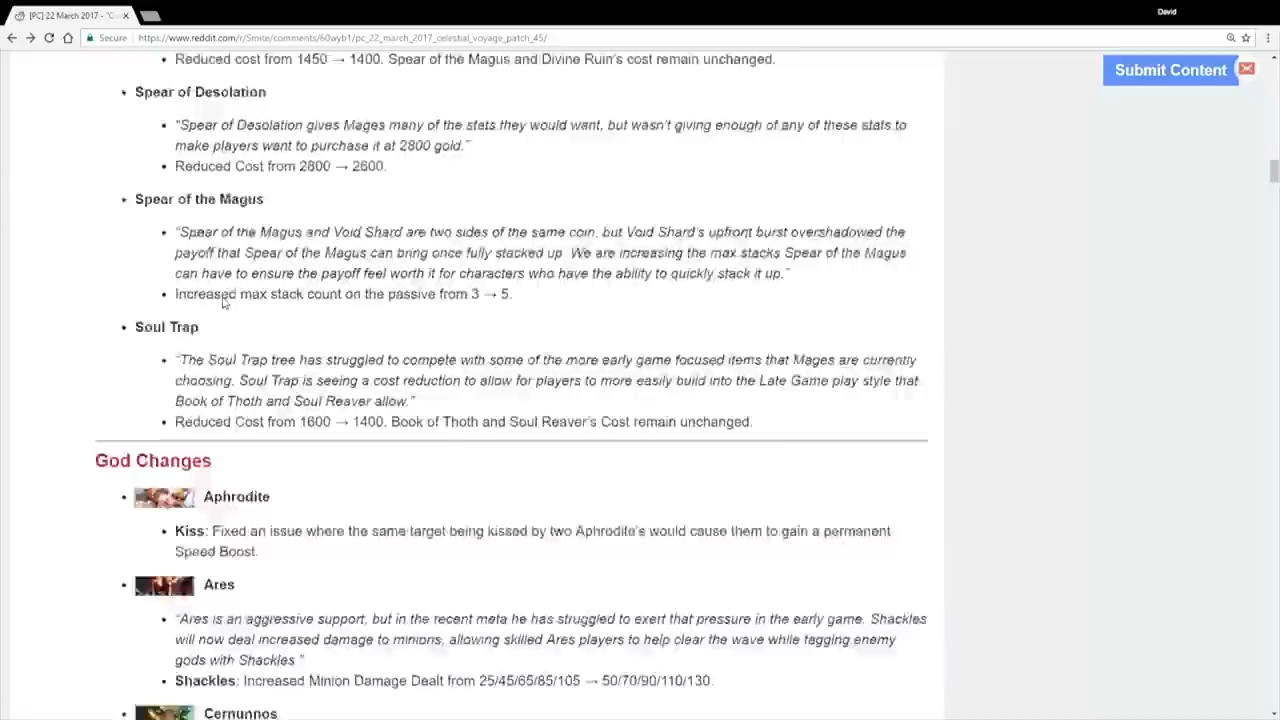 [PC] 22 March 2017 - "C
David
Secure
https://www.reddit.com/r/Smite/comments/60wyb1/pc_22_march_2017_celestial_voyage_patch_45/
Submit Content
Reduced cost from 1450 → 1400. Spear of the Magus and Divine Ruin's cost remain unchanged.
Spear of Desolation
"Spear of Desolation gives Mages many of the stats they would want, but wasn't giving enough of any of these stats to
make players want to purchase it at 2800 gold."
Reduced Cost from 2800 → 2600.
Spear of the Magus
"Spear of the Magus and Void Shard are two sides of the same coin, but Void Shard's upfront burst overshadowed the
payoff that Spear of the Magus can bring once fully stacked up. We are increasing the max stacks Spear of the Magus
can have to ensure the payoff feel worth it for characters who have the ability to quickly stack it up."
Increased max stack count on the passive from 3 → 5.
Soul Trap
"The Soul Trap tree has struggled to compete with some of the more early game focused items that Mages are currently
choosing. Soul Trap is seeing a cost reduction to allow for players to more easily build into the Late Game play style that
Book of Thoth and Soul Reaver allow."
Reduced Cost from 1600 → 1400. Book of Thoth and Soul Reaver's Cost remain unchanged.
God Changes
Aphrodite
Kiss: Fixed an issue where the same target being kissed by two Aphrodite's would cause them to gain a permanent
Speed Boost.
Ares
"Ares is an aggressive support, but in the recent meta he has struggled to exert that pressure in the early game. Shackles
will now deal increased damage to minions, allowing skilled Ares players to help clear the wave while tagging enemy
gods with Shackles."
Shackles: Increased Minion Damage Dealt from 25/45/65/85/105 → 50/70/90/110/130.
Cernunnos